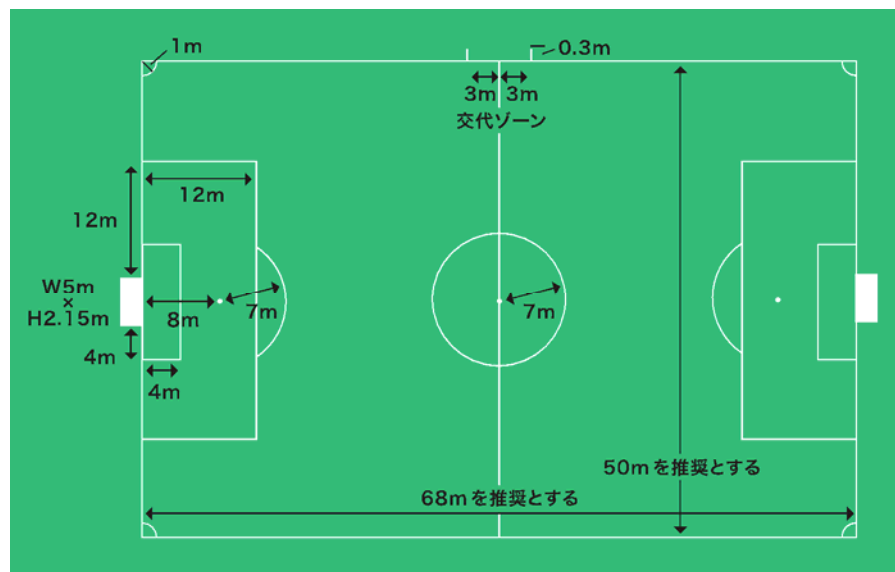 1m
0.3m
3m 3m
交代ゾーン
12m
12m
W5m
×
H2.15m
8m
7m
7m
4m
4m
50mを推奨とする
68mを推奨とする